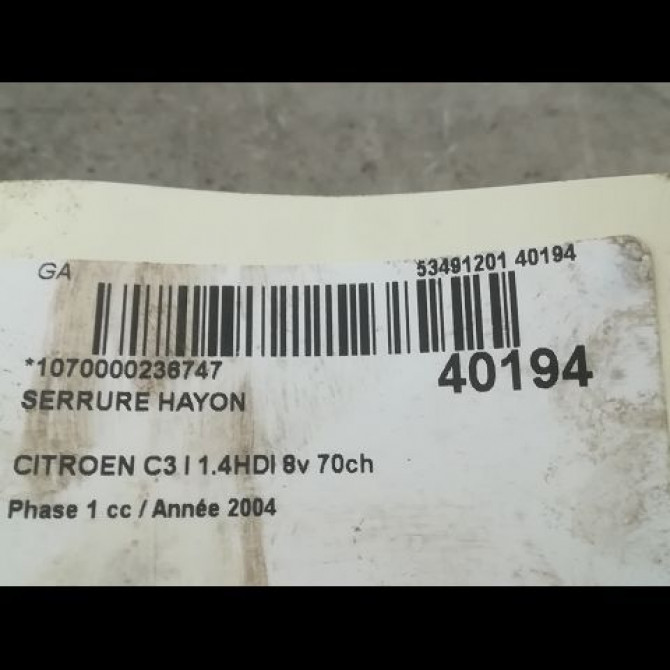 GA 53491201 40194
*1070000236747 40194
SERRURE HAYON
CITROEN C3 I 1.4HDI 8v 70ch
Phase 1 cc / Année 2004